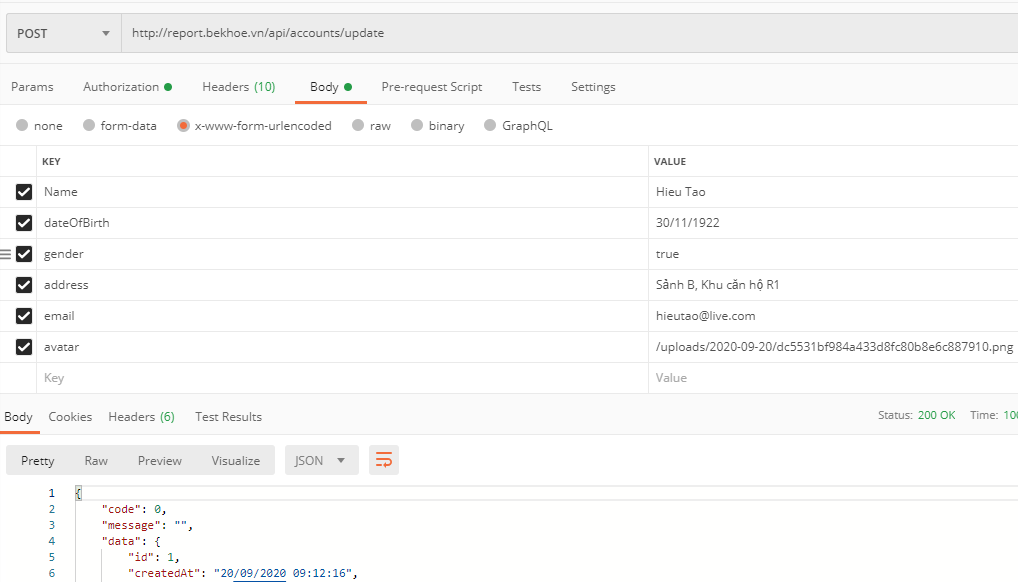 POST http://report.bekhoe.vn/api/accounts/update
Params Authorization Headers (10) Body Pre-request Script Tests Settings
none form-data x-www-form-urlencoded raw binary GraphQL
KEY VALUE
Name Hieu Tao
dateOfBirth 30/11/1922
gender true
address Sảnh B, Khu căn hộ R1
email hieutao@live.com
avatar /uploads/2020-09-20/dc5531bf984a433d8fc80b8e6c887910.png
Key Value
Body Cookies Headers (6) Test Results Status: 200 OK Time: 100
Pretty Raw Preview Visualize JSON
1 {
2 "code": 0,
3 "message": "",
4 "data": {
5 "id": 1,
6 "createdAt": "20/09/2020 09:12:16",